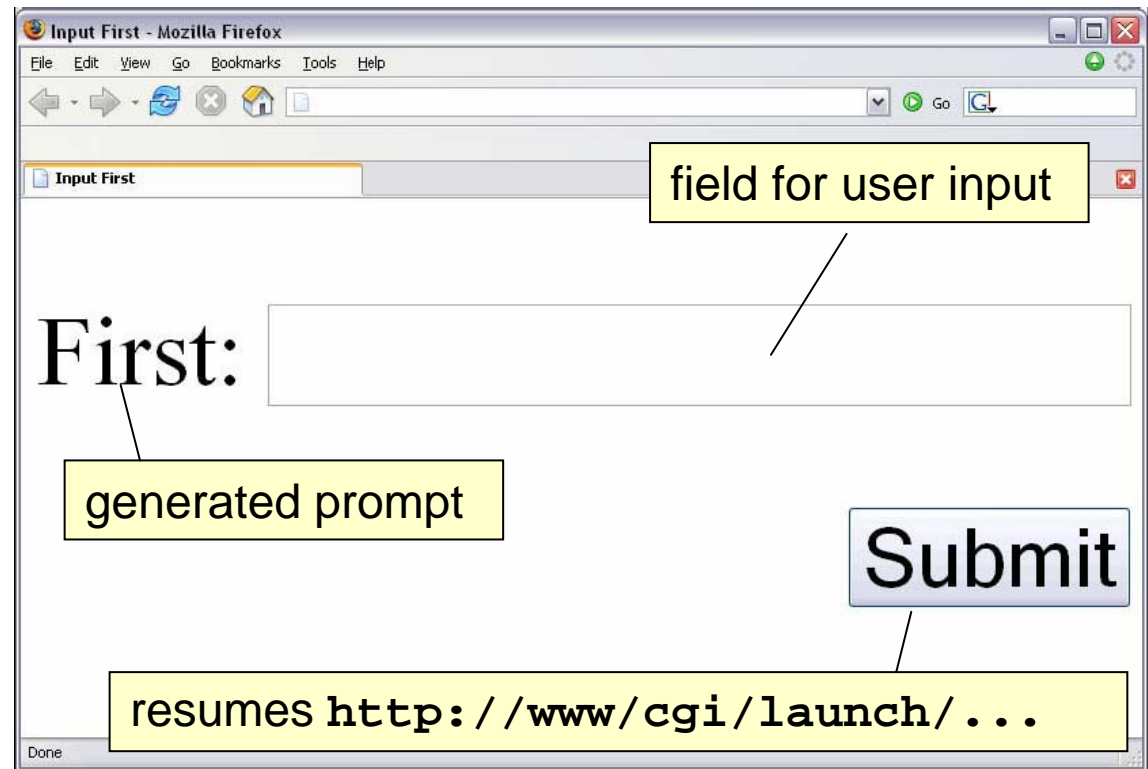 Input First - Mozilla Firefox
File Edit View Go Bookmarks Tools Help
Go G
Input First
field for user input
First:
generated prompt
Submit
resumes http://www/cgi/launch/...
Done